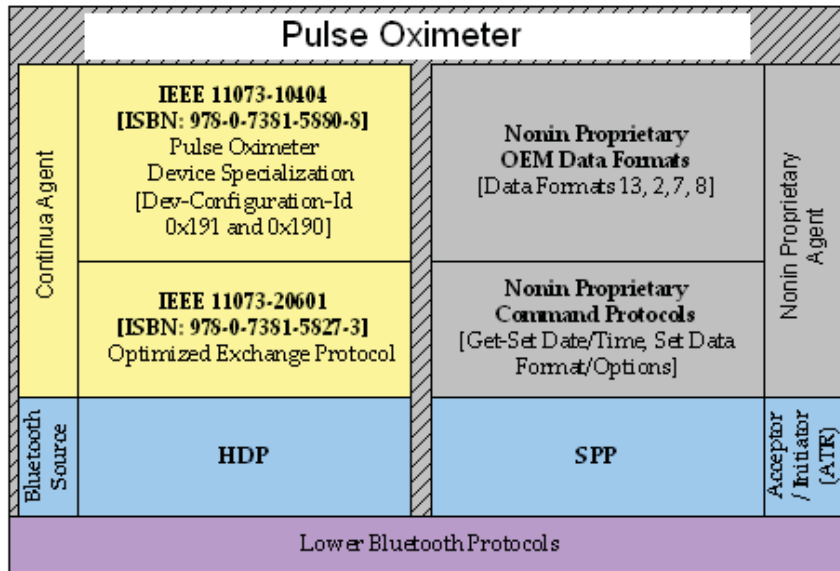 Pulse Oximeter
Continua Agent
IEEE 11073-10404
[ISBN: 978-0-7381-5880-8]
Pulse Oximeter
Device Specialization
[Dev-Configuration-Id
0x191 and 0x190]
IEEE 11073-20601
[ISBN: 978-0-7381-5827-3]
Optimized Exchange Protocol
Nonin Proprietary
OEM Data Formats
[Data Formats 13, 2,7, 8]
Nonin Proprietary
Command Protocols
[Get-Set Date/Time, Set Data
Format/Options]
Nonin Proprietary
Agent
Bluetooth
Source
HDP
SPP
Acceptor
/ Initiator
(ATR)
Lower Bluetooth Protocols